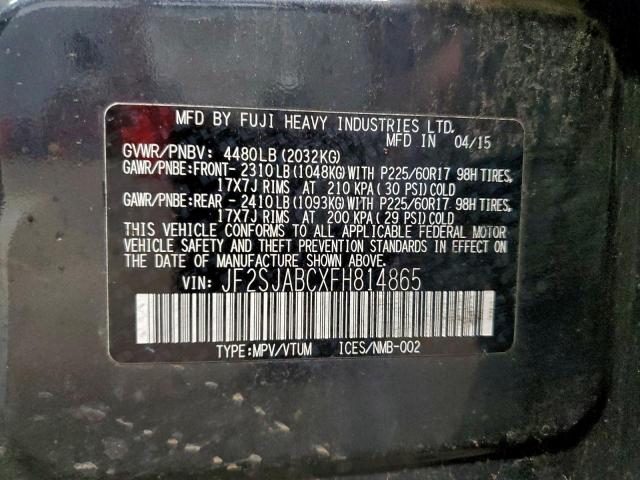 MFD BY FUJI HEAVY INDUSTRIES LTD.
MFD IN 04/15
GVWR/PNBV: 4480LB(2032KG)
GAWR/PNBE:FRONT- 2310LB(1048KG)WITH P225/60R17 98H TIRES,
17X7J RIMS AT 210 KPA(30 PSI)COLD
GAWR/PNBE:REAR - 2410LB(1093KG)WITH P225/60R17 98H TIRES,
17X7J RIMS AT 200 KPA(29 PSI)COLD
THIS VEHICLE CONFORMS TO ALL APPLICABLE FEDERAL MOTOR
VEHICLE SAFETY AND THEFT PREVENTION STANDARDS IN EFFECT ON
THE DATE OF MANUFACTURE SHOWN ABOVE.
VIN: JF2SJABCXFH814865
TYPE:MPV/VTUM ICES/NMB-002